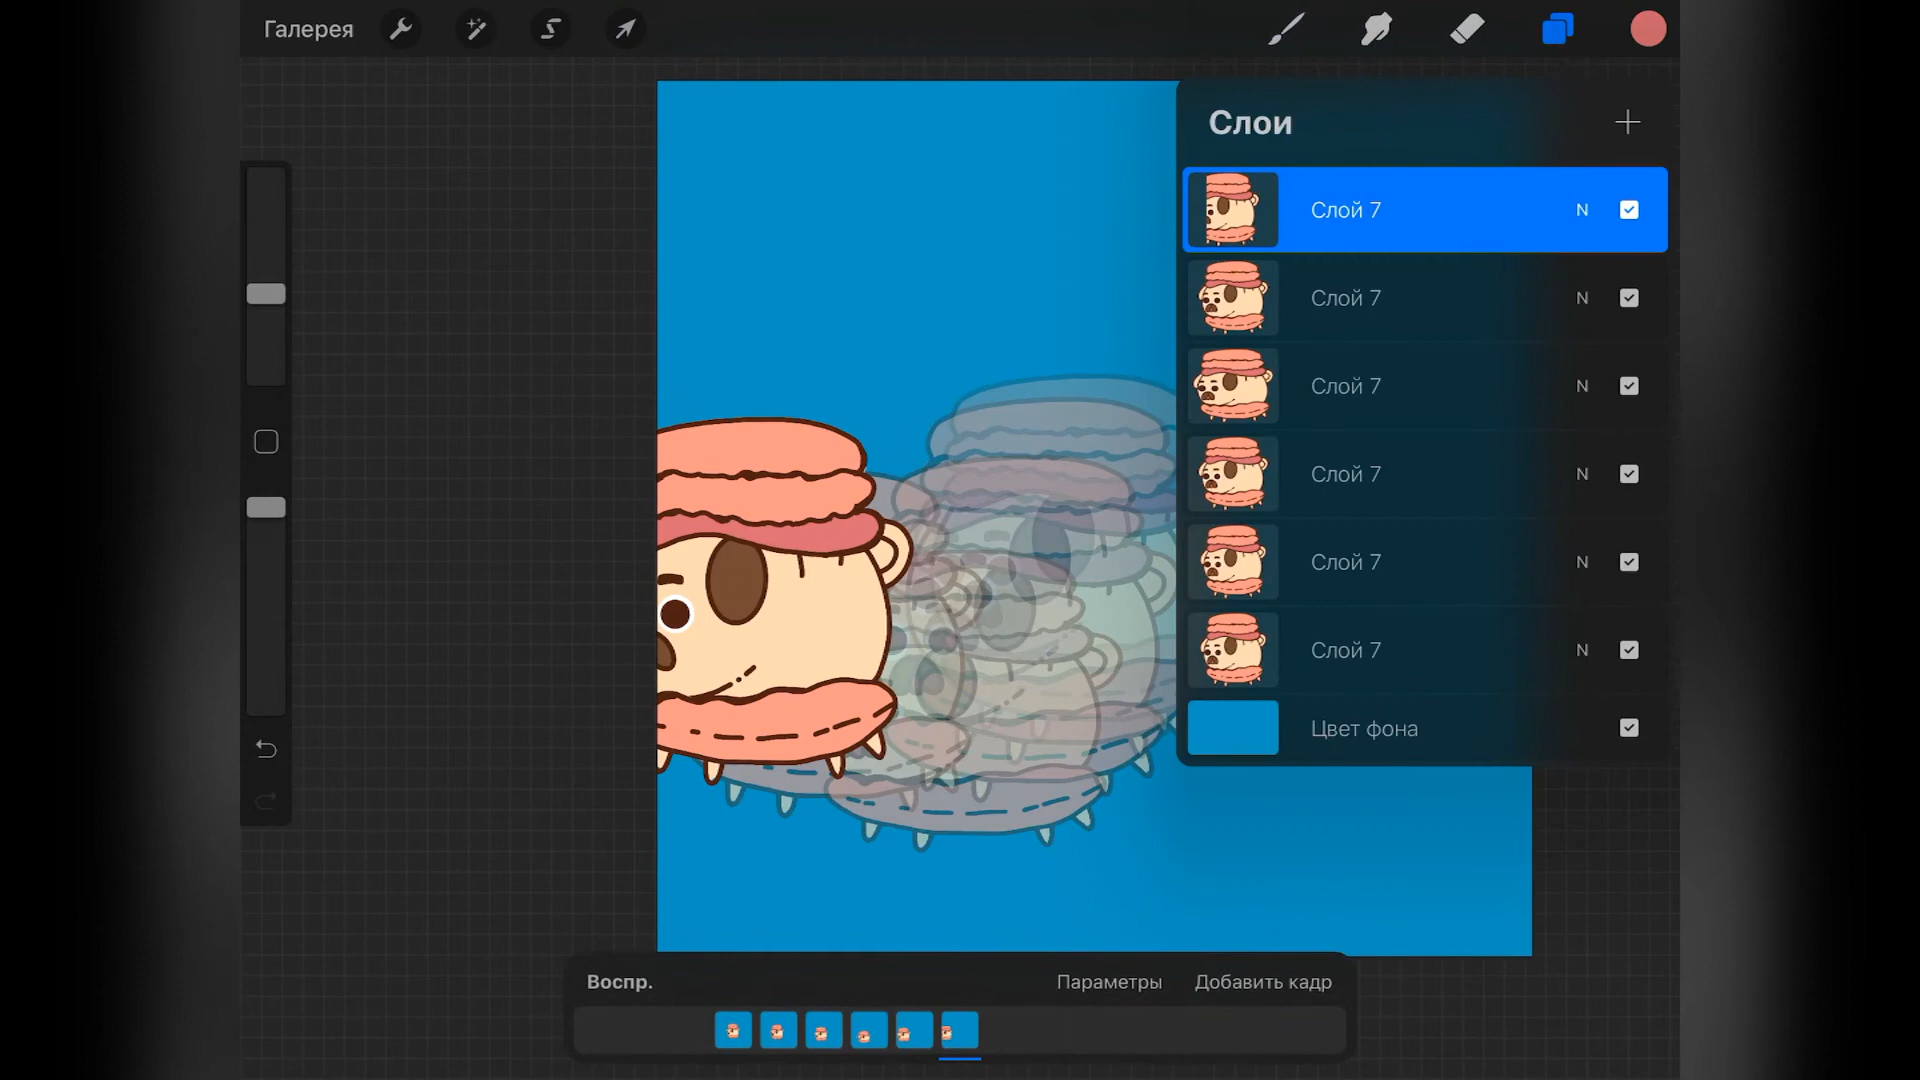 Галерея
Слои
Слой 7 N
Слой 7 N
Слой 7 N
Слой 7 N
Слой 7 N
Слой 7 N
Цвет фона
Воспр.
Параметры
Добавить кадр